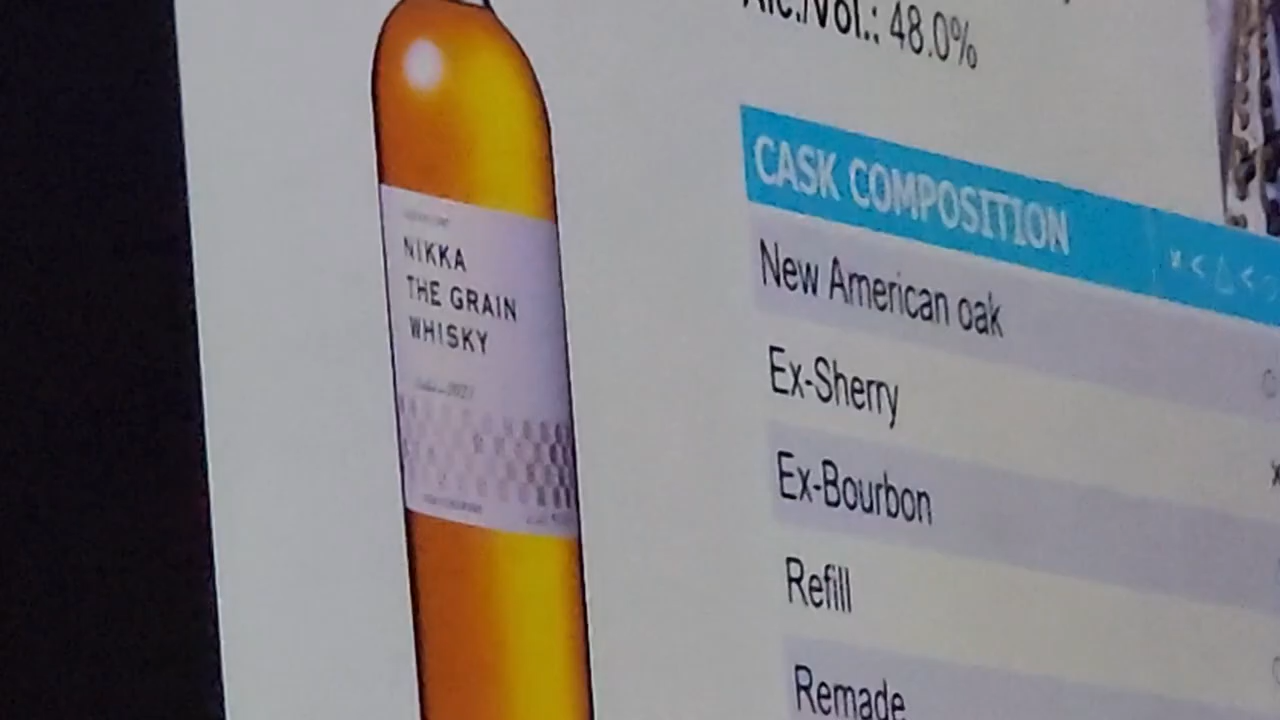 NIKKA
THE GRAIN
WHISKY
Alc./Vol.: 48.0%
CASK COMPOSITION
New American oak
Ex-Sherry
Ex-Bourbon
Refill
Remade